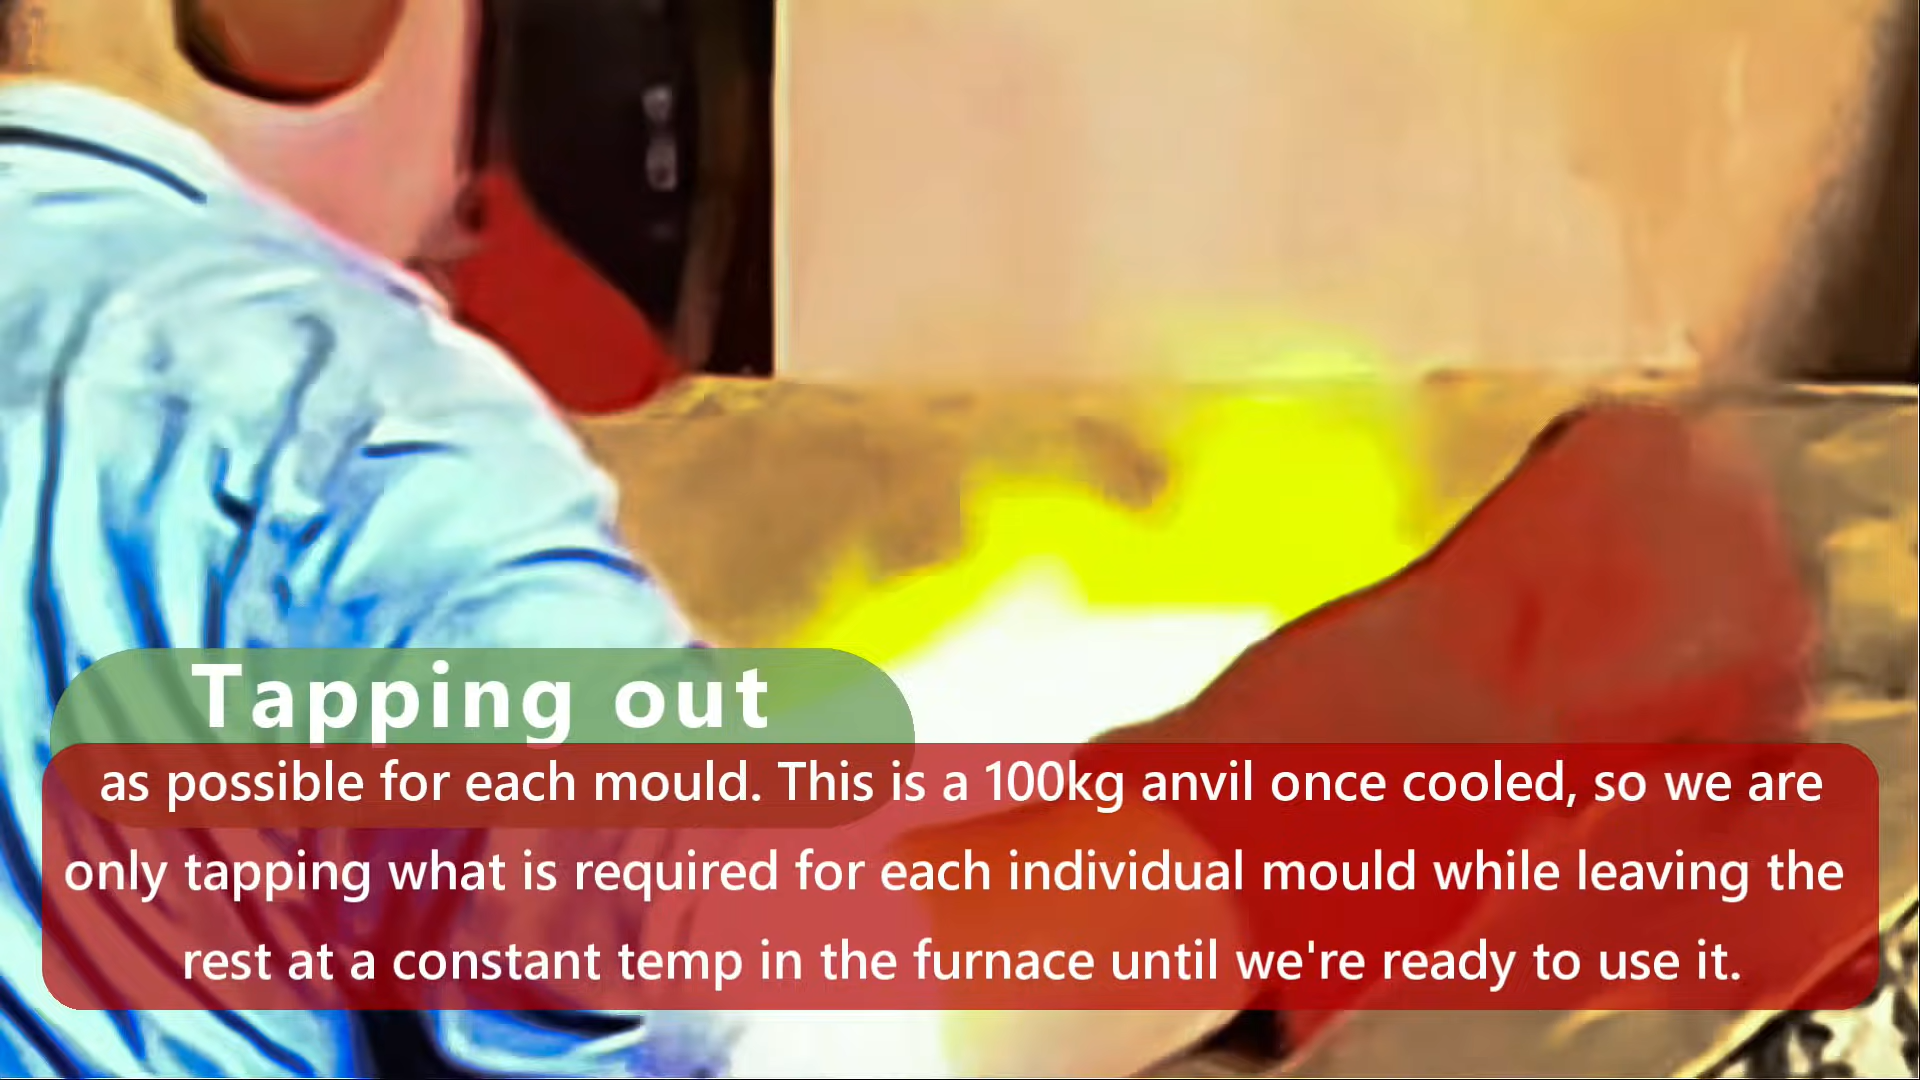 Tapping out
as possible for each mould. This is a 100kg anvil once cooled, so we are
only tapping what is required for each individual mould while leaving the
rest at a constant temp in the furnace until we're ready to use it.